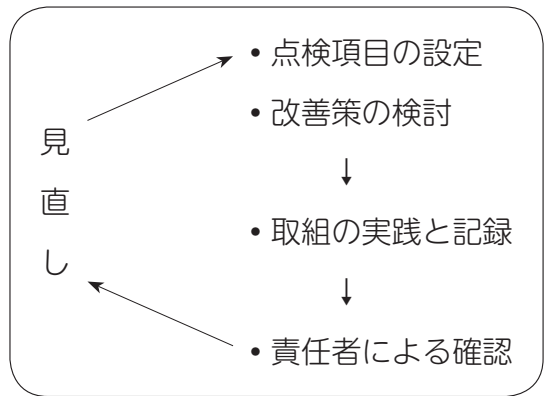 • 点検項目の設定
• 改善策の検討
↓
• 取組の実践と記録
↓
• 責任者による確認
見直し